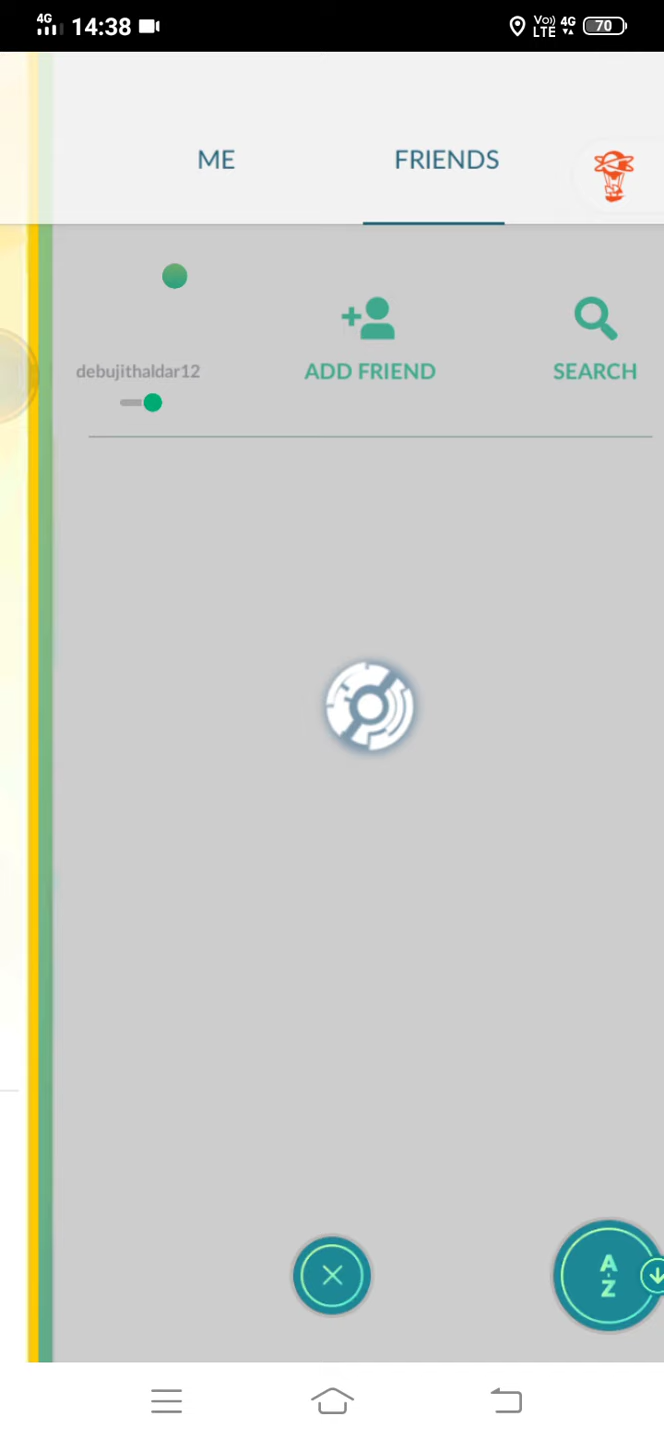 4G 14:38 Vo)) LTE 4G 70
ME FRIENDS
debujithaldar12 ADD FRIEND SEARCH
A
Z